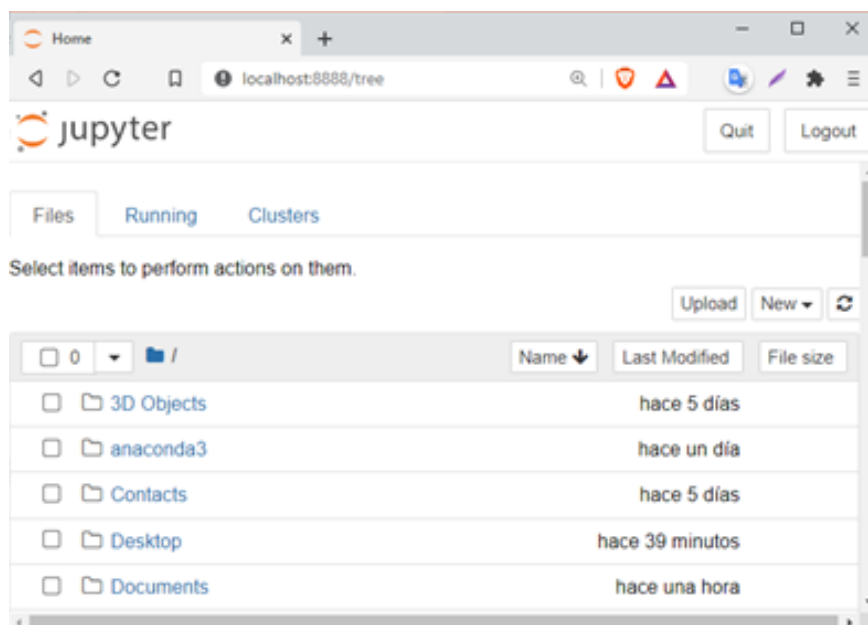 Home
localhost:8888/tree
jupyter
Quit Logout
Files Running Clusters
Select items to perform actions on them.
Upload New
0 / Name Last Modified File size
3D Objects hace 5 días
anaconda3 hace un día
Contacts hace 5 días
Desktop hace 39 minutos
Documents hace una hora